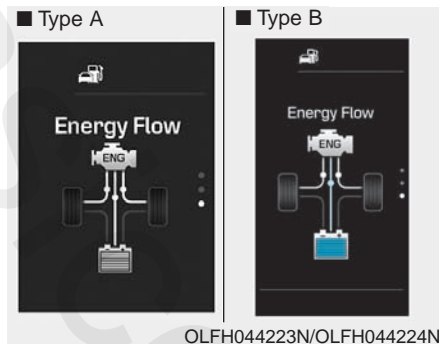 ■ Type A
■ Type B
Energy Flow
ENG
Energy Flow
ENG
OLFH044223N/OLFH044224N